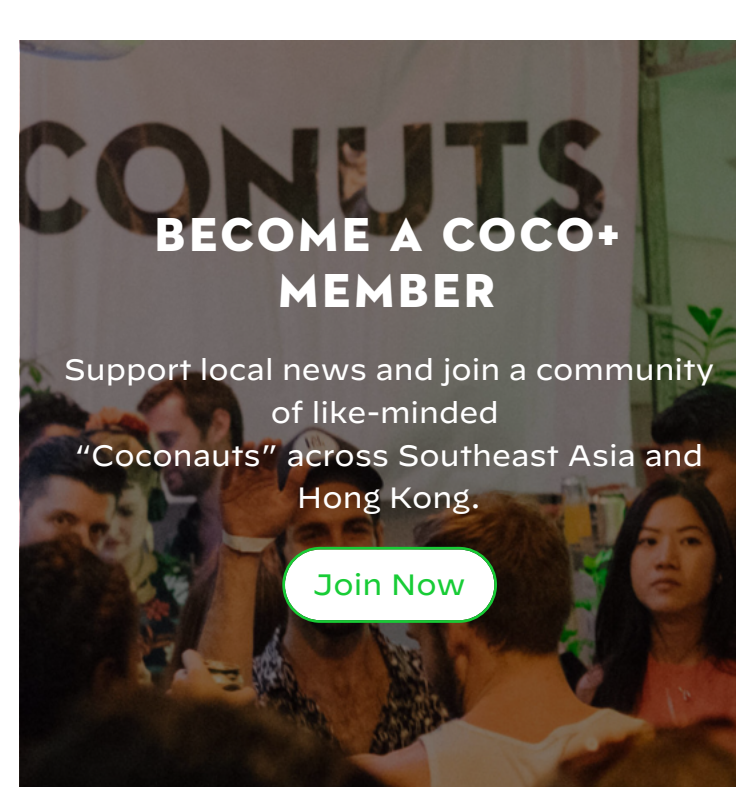 CONUTS
BECOME A COCO+
MEMBER
Support local news and join a community
of like-minded
“Coconauts” across Southeast Asia and
Hong Kong.
Join Now